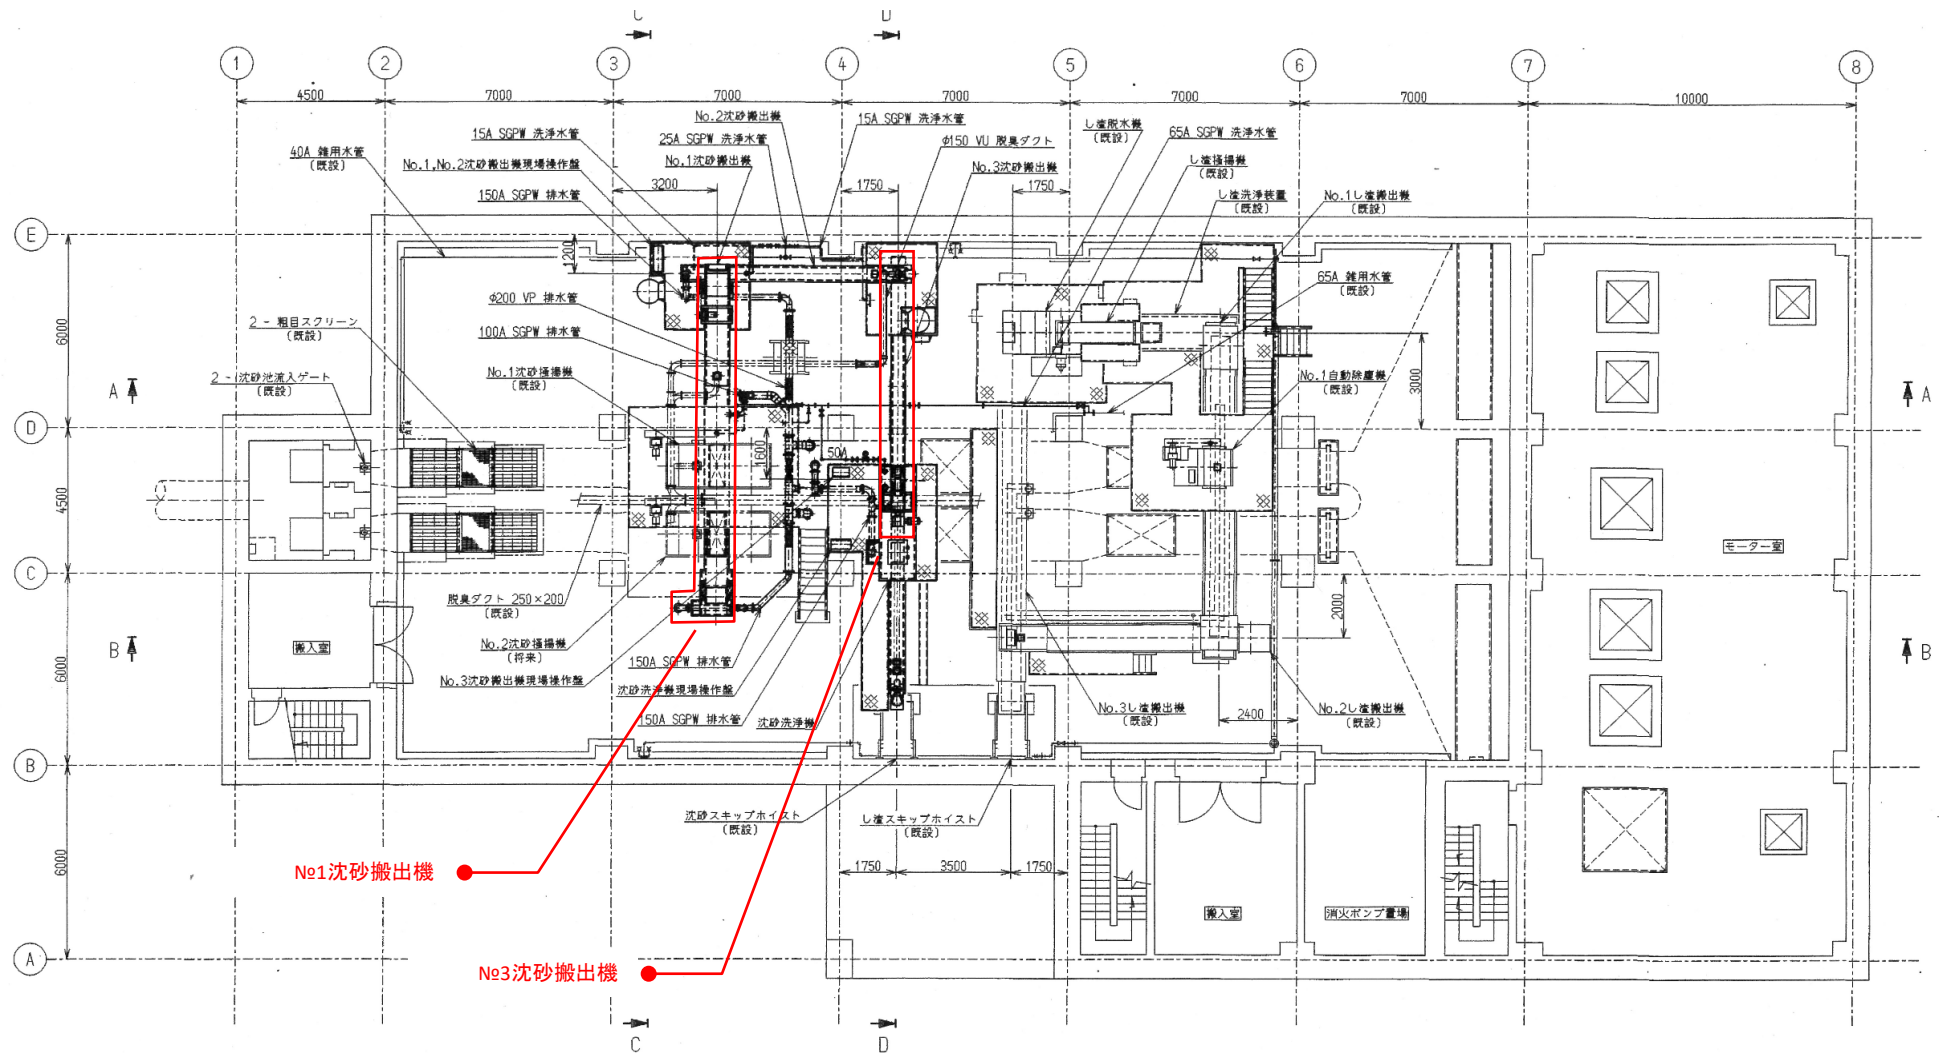 C
D
1
2
3
4
5
6
7
8
4500
7000
7000
7000
7000
7000
10000
No.2沈砂搬出機
15A SGPW 洗浄水管
15A SGPW 洗浄水管
25A SGPW 洗浄水管
φ150 VU 脱臭ダクト
し渣脱水機
(既設)
65A SGPW 洗浄水管
40A 雑用水管
(既設)
No.1,No.2沈砂搬出機現場操作盤
No.1沈砂搬出機
No.3沈砂搬出機
し渣掻揚機
(既設)
150A SGPW 排水管
3200
1750
1750
し渣洗浄装置
(既設)
No.1し渣搬出機
(既設)
E
1200
φ200 VP 排水管
65A 雑用水管
(既設)
2 - 粗目スクリーン
(既設)
100A SGPW 排水管
6000
2 - 沈砂池流入ゲート
(既設)
No.1沈砂掻揚機
(既設)
No.1自動除塵機
(既設)
3000
A
A
D
1600
50A
4500
モーター室
C
脱臭ダクト 250×200
(既設)
2000
B
搬入室
No.2沈砂掻揚機
(将来)
150A SGPW 排水管
B
6000
No.3沈砂搬出機現場操作盤
沈砂洗浄機現場操作盤
150A SGPW 排水管
沈砂洗浄機
No.3し渣搬出機
(既設)
2400
No.2し渣搬出機
(既設)
B
沈砂スキップホイスト
(既設)
し渣スキップホイスト
(既設)
6000
№1沈砂搬出機
1750
3500
1750
搬入室
消火ポンプ置場
A
№3沈砂搬出機
C
D